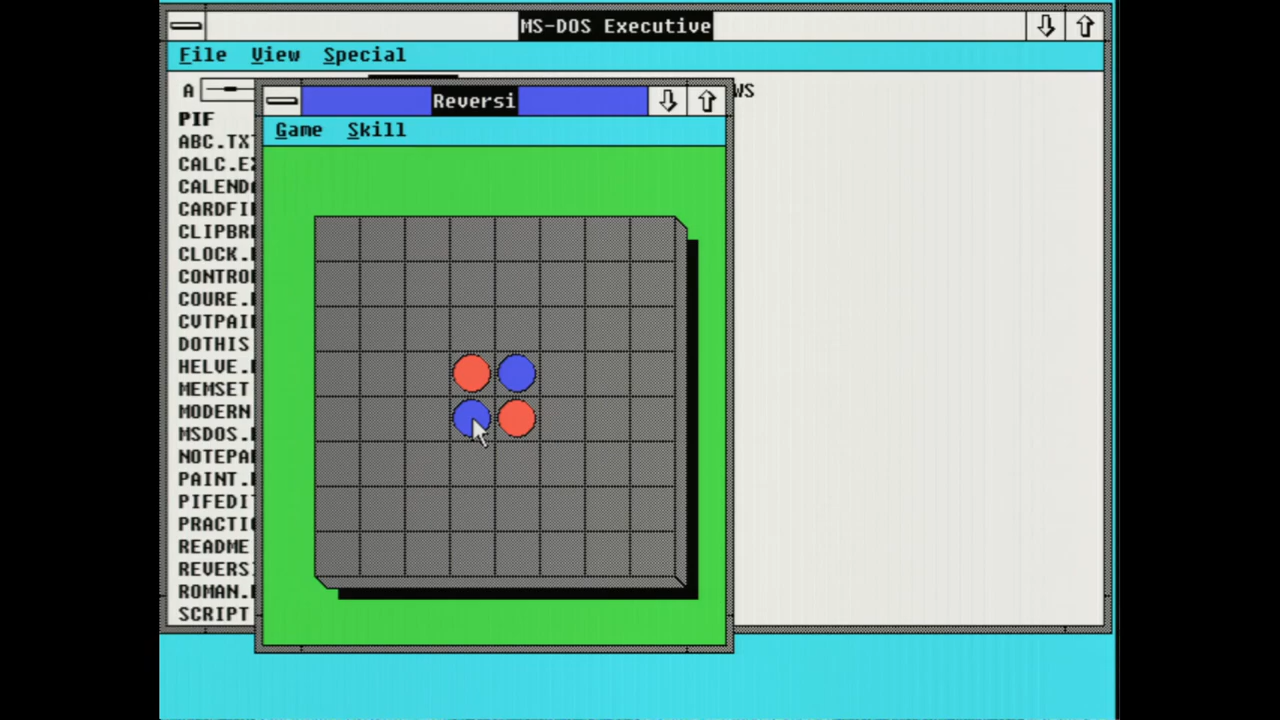 MS-DOS Executive
File View Special
A WS
Reversi
Game Skill
PIF
ABC.TXT
CALC.E
CALEND
CARDFI
CLIPBR
CLOCK.
CONTRO
COURE.
CVTPAI
DOTHIS
HELVE.
MEMSET
MODERN
MSDOS.
NOTEPA
PAINT.
PIFEDI
PRACTI
README
REVERS
ROMAN.
SCRIPT